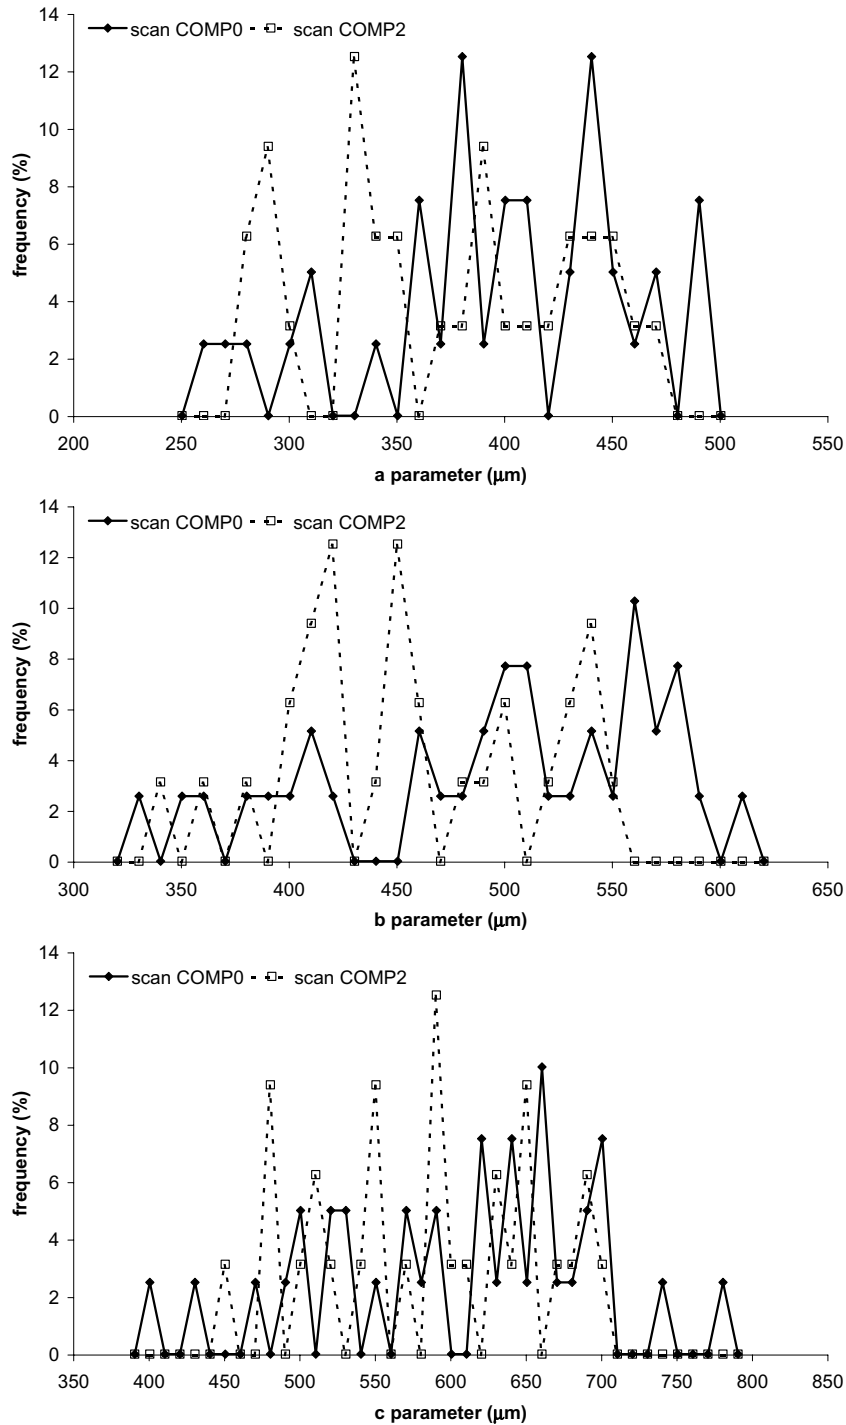 14
scan COMP0 scan COMP2
12
10
8
6
4
2
0
frequency (%)
200 250 300 350 400 450 500 550
a parameter (μm)
14
scan COMP0 scan COMP2
12
10
8
6
4
2
0
frequency (%)
300 350 400 450 500 550 600 650
b parameter (μm)
14
scan COMP0 scan COMP2
12
10
8
6
4
2
0
frequency (%)
350 400 450 500 550 600 650 700 750 800 850
c parameter (μm)